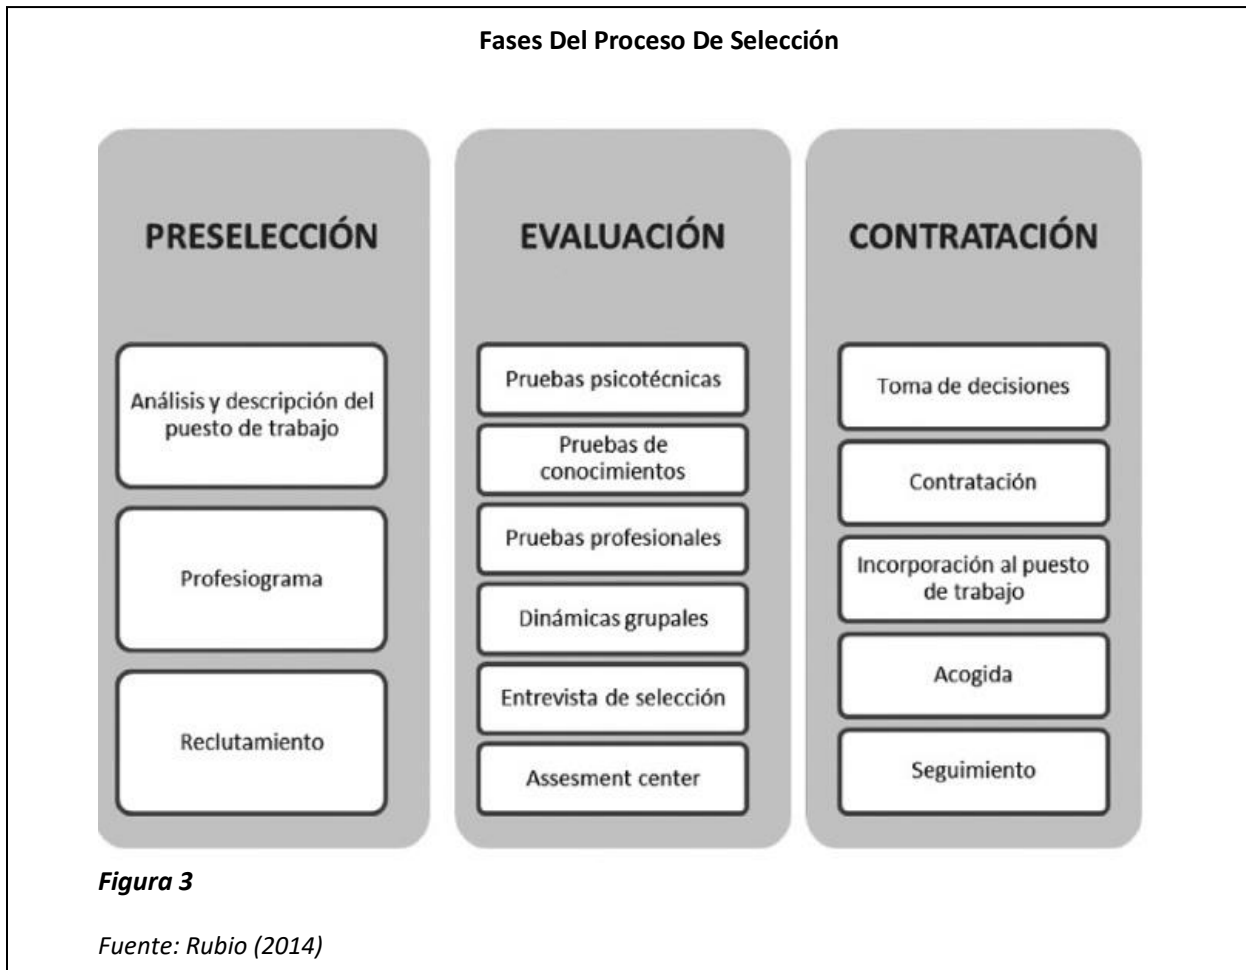 Fases Del Proceso De Selección
PRESELECCIÓN
Análisis y descripción del
puesto de trabajo
Profesiograma
Reclutamiento
EVALUACIÓN
Pruebas psicotécnicas
Pruebas de
conocimientos
Pruebas profesionales
Dinámicas grupales
Entrevista de selección
Assesment center
CONTRATACIÓN
Toma de decisiones
Contratación
Incorporación al puesto
de trabajo
Acogida
Seguimiento
Figura 3
Fuente: Rubio (2014)